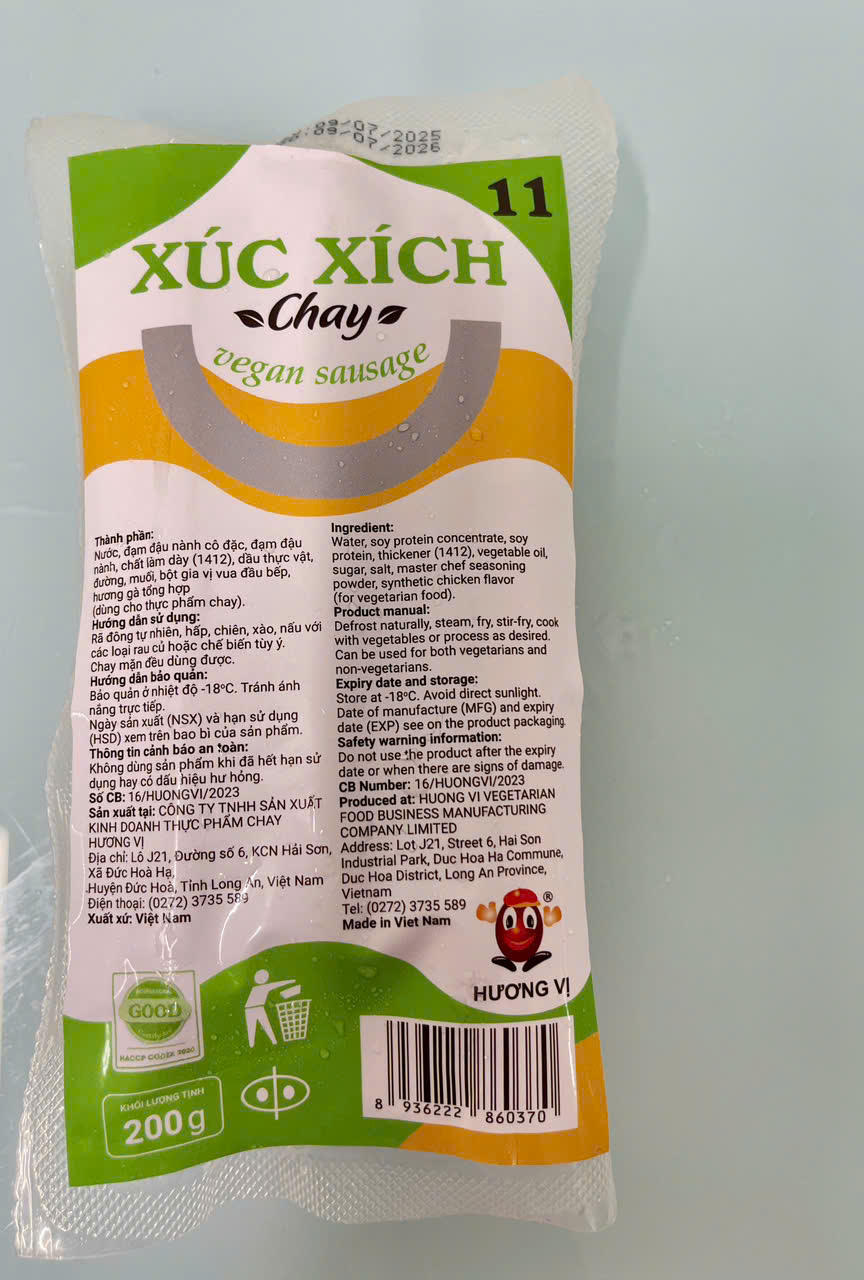 09/07/2025
09/07/2026
11
XÚC XÍCH
Chay
vegan sausage
Thành phần:
Nước, đạm đậu nành cô đặc, đạm đậu
nành, chất làm dày (1412), dầu thực vật,
đường, muối, bột gia vị vua đầu bếp,
hương gà tổng hợp
(dùng cho thực phẩm chay).
Hướng dẫn sử dụng:
Rã đông tự nhiên, hấp, chiên, xào, nấu với
các loại rau củ hoặc chế biến tùy ý.
Chay mặn đều dùng được.
Hướng dẫn bảo quản:
Bảo quản ở nhiệt độ -18ºC. Tránh ánh
nắng trực tiếp.
Ngày sản xuất (NSX) và hạn sử dụng
(HSD) xem trên bao bì của sản phẩm.
Thông tin cảnh báo an toàn:
Không dùng sản phẩm khi đã hết hạn sử
dụng hay có dấu hiệu hư hỏng.
Số CB: 16/HUONGVI/2023
Sản xuất tại: CÔNG TY TNHH SẢN XUẤT
KINH DOANH THỰC PHẨM CHAY
HƯƠNG VỊ
Địa chỉ: Lô J21, Đường số 6, KCN Hải Sơn,
Xã Đức Hoà Hạ,
Huyện Đức Hoà, Tỉnh Long An, Việt Nam
Điện thoại: (0272) 3735 589
Xuất xứ: Việt Nam
Ingredient:
Water, soy protein concentrate, soy
protein, thickener (1412), vegetable oil,
sugar, salt, master chef seasoning
powder, synthetic chicken flavor
(for vegetarian food).
Product manual:
Defrost naturally, steam, fry, stir-fry, cook
with vegetables or process as desired.
Can be used for both vegetarians and
non-vegetarians.
Expiry date and storage:
Store at -18ºC. Avoid direct sunlight.
Date of manufacture (MFG) and expiry
date (EXP) see on the product packaging.
Safety warning information:
Do not use the product after the expiry
date or when there are signs of damage.
CB Number: 16/HUONGVI/2023
Produced at: HUONG VI VEGETARIAN
FOOD BUSINESS MANUFACTURING
COMPANY LIMITED
Address: Lot J21, Street 6, Hai Son
Industrial Park, Duc Hoa Ha Commune,
Duc Hoa District, Long An Province,
Vietnam
Tel: (0272) 3735 589
Made in Viet Nam
®
HƯƠNG VỊ
GOOD
HACCP CODEX 2020
KHỐI LƯỢNG TỊNH
200 g
8 936222 860370